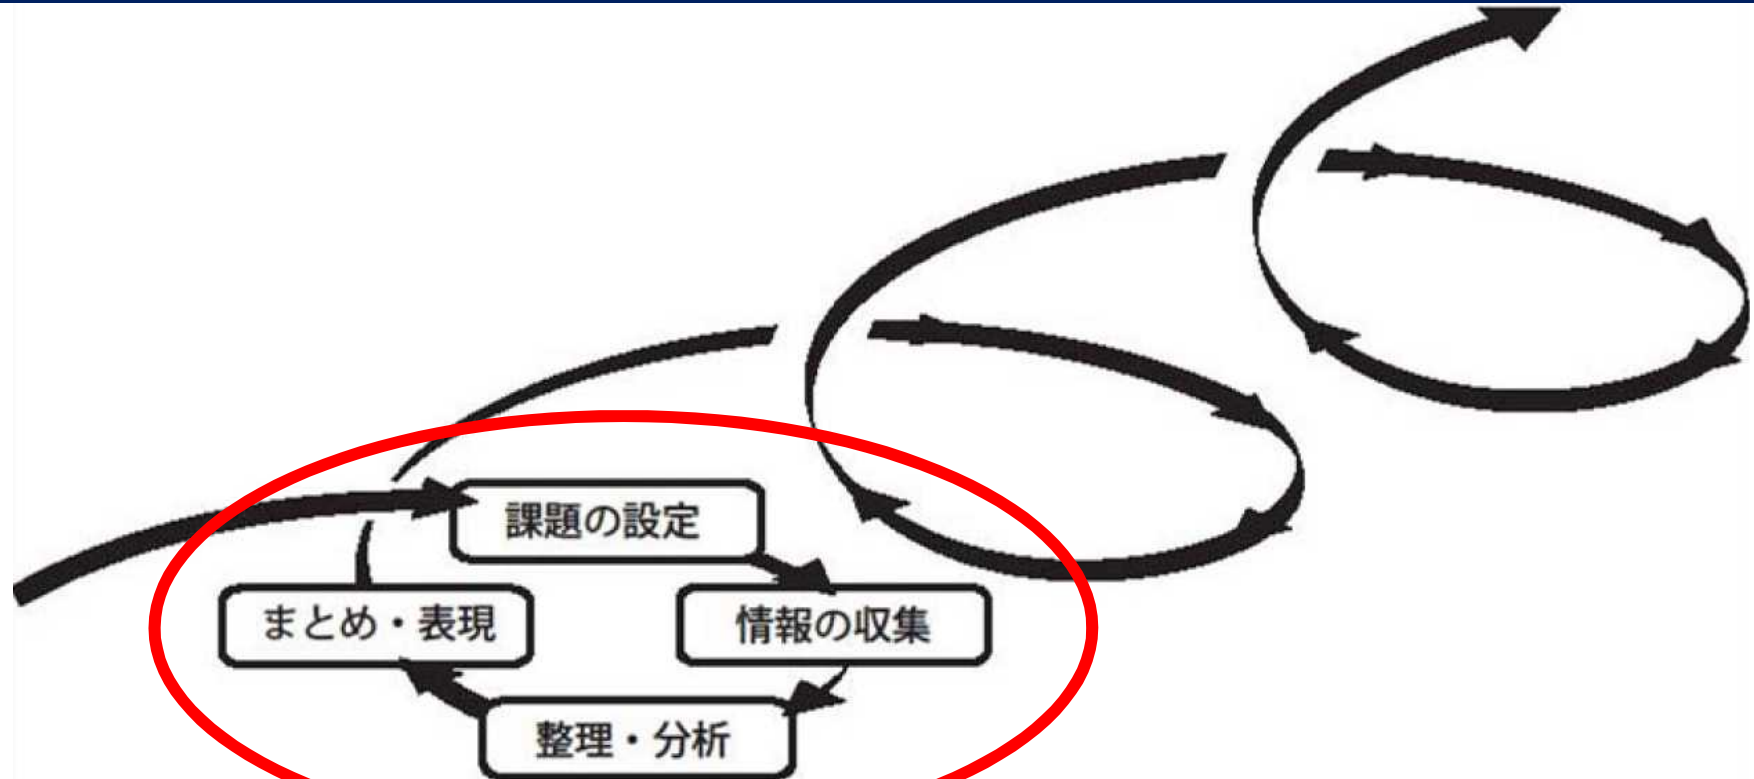 課題の設定
まとめ・表現
情報の収集
整理・分析